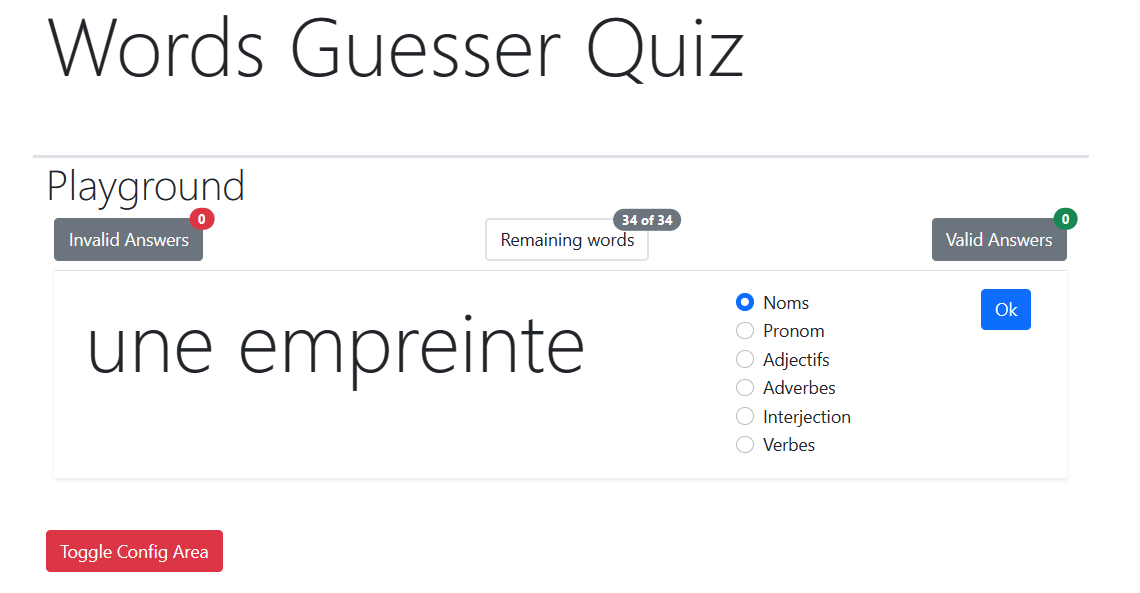 Words Guesser Quiz
Playground
Invalid Answers 0
Remaining words 34 of 34
Valid Answers 0
une empreinte
Noms
Pronom
Adjectifs
Adverbes
Interjection
Verbes
Ok
Toggle Config Area